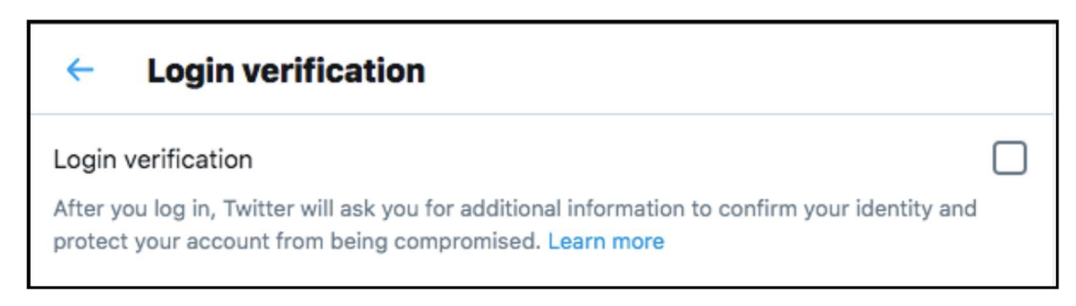 Login verification
Login verification
After you log in, Twitter will ask you for additional information to confirm your identity and
protect your account from being compromised. Learn more